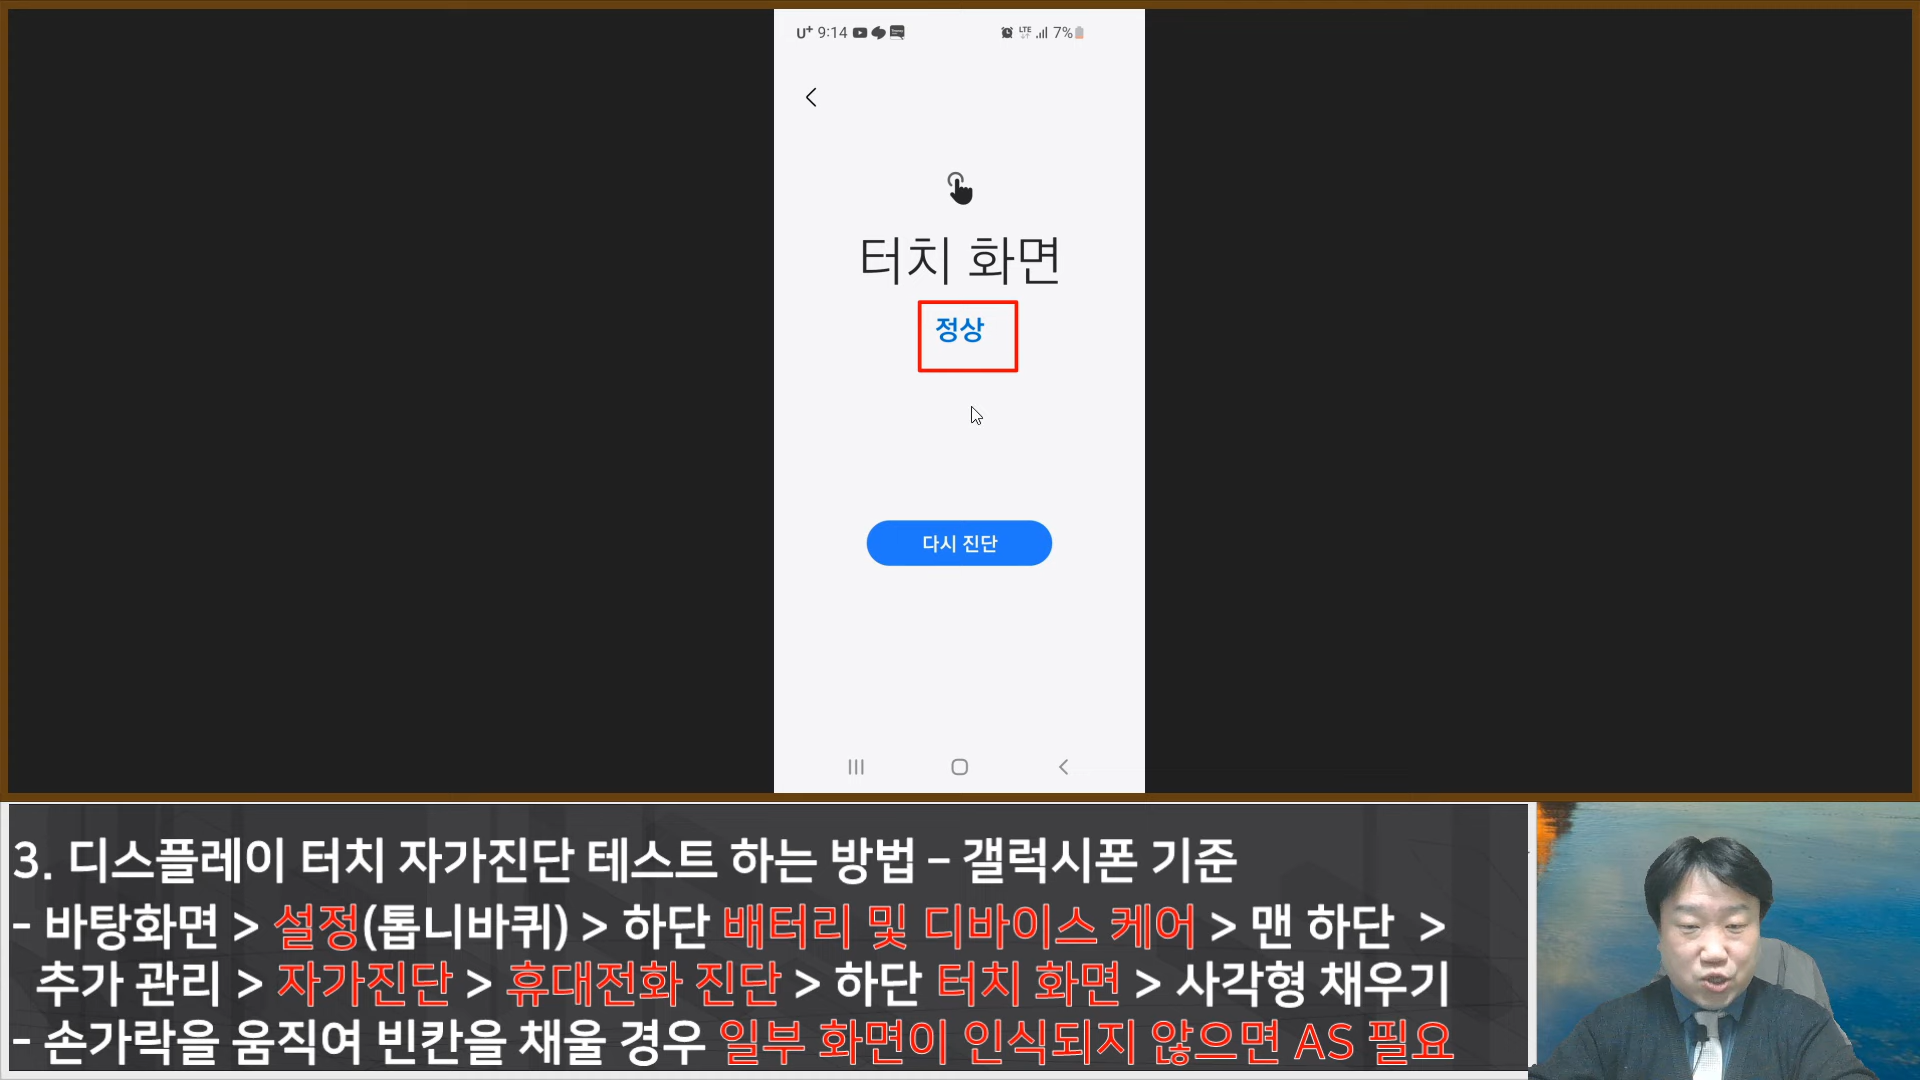 U+ 9:14 LTE 7%
터치 화면
정상
다시 진단
3. 디스플레이 터치 자가진단 테스트 하는 방법 – 갤럭시폰 기준
- 바탕화면 > 설정(톱니바퀴) > 하단 배터리 및 디바이스 케어 > 맨 하단 >
추가 관리 > 자가진단 > 휴대전화 진단 > 하단 터치 화면 > 사각형 채우기
- 손가락을 움직여 빈칸을 채울 경우 일부 화면이 인식되지 않으면 AS 필요